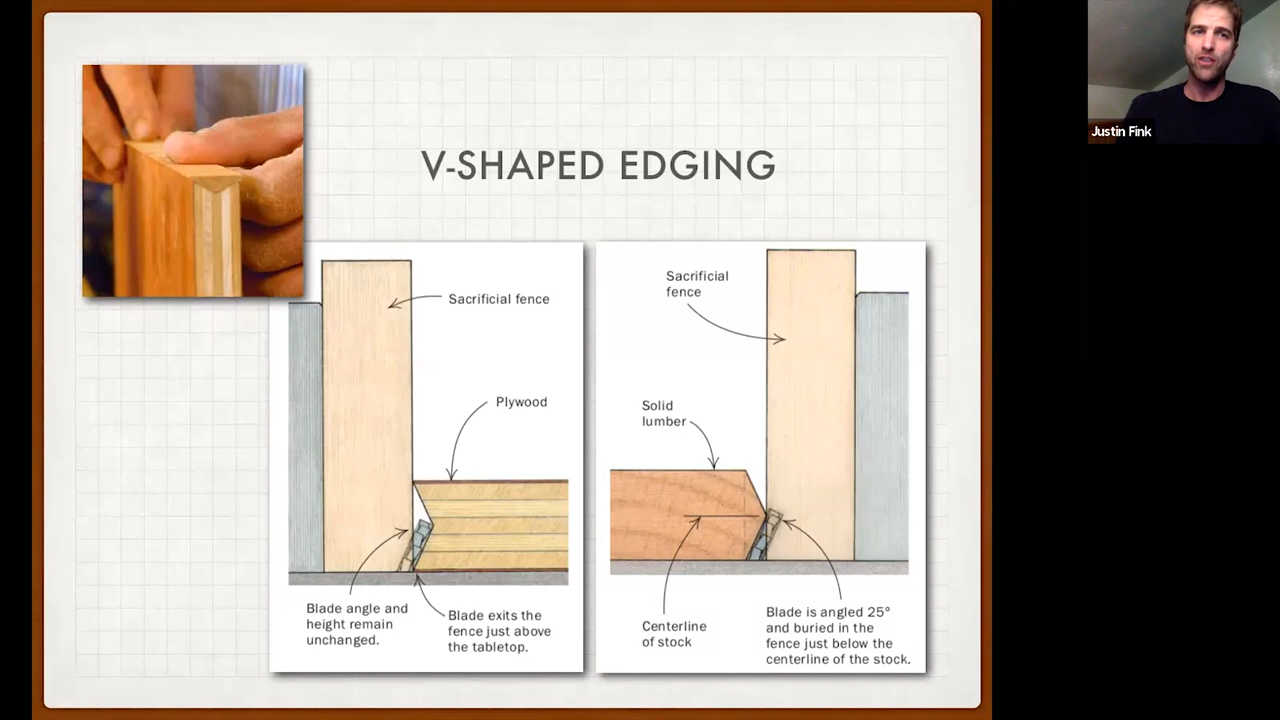 V-SHAPED EDGING
Sacrificial fence
Plywood
Blade angle and
height remain
unchanged.
Blade exits the
fence just above
the tabletop.
Sacrificial
fence
Solid
lumber
Centerline
of stock
Blade is angled 25°
and buried in the
fence just below the
centerline of the stock.
Justin Fink